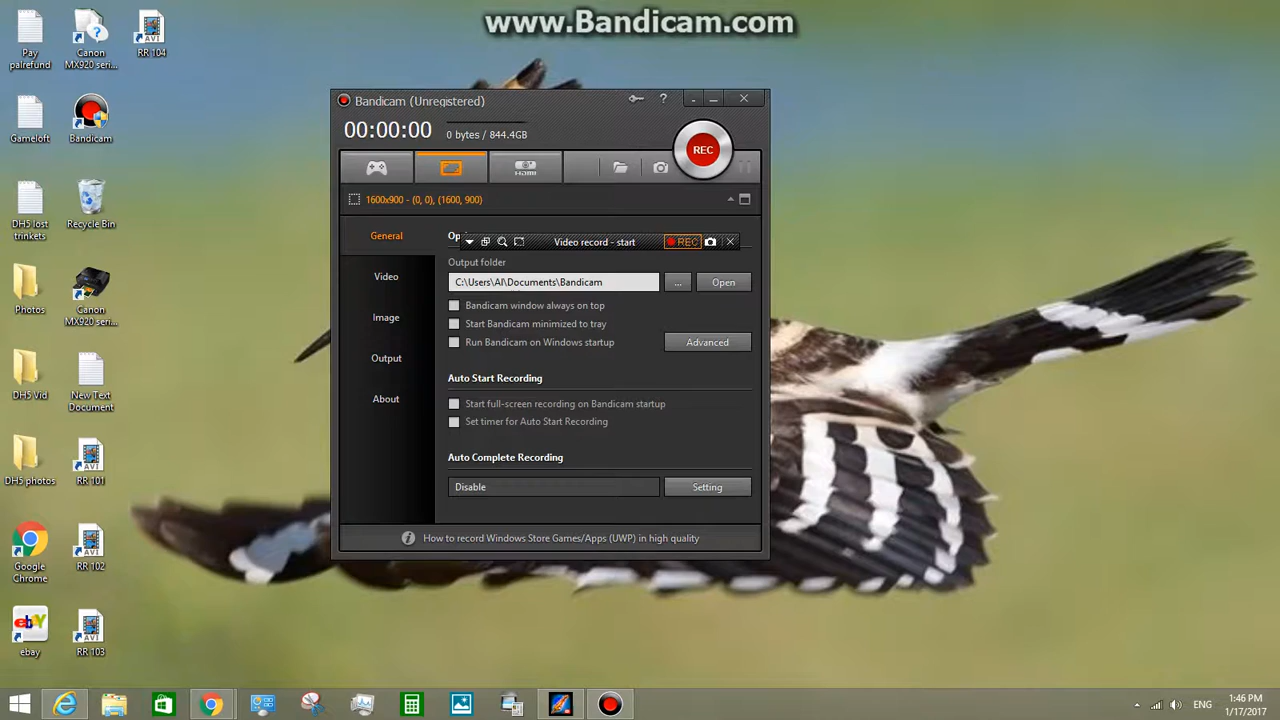 www.Bandicam.com
Pay palrefund
Canon MX920 seri...
RR 104
Gameloft
Bandicam
DH5 lost trinkets
Recycle Bin
Photos
Canon MX920 seri...
DH5 Vid
New Text Document
DH5 photos
RR 101
Google Chrome
RR 102
ebay
RR 103
Bandicam (Unregistered)
?
00:00:00
0 bytes / 844.4GB
REC
HDMI
1600x900 - (0, 0), (1600, 900)
General
Video
Image
Output
About
Op
Video record - start
REC
Output folder
C:\Users\Al\Documents\Bandicam
...
Open
Bandicam window always on top
Start Bandicam minimized to tray
Run Bandicam on Windows startup
Advanced
Auto Start Recording
Start full-screen recording on Bandicam startup
Set timer for Auto Start Recording
Auto Complete Recording
Disable
Setting
How to record Windows Store Games/Apps (UWP) in high quality
ENG
1:46 PM
1/17/2017